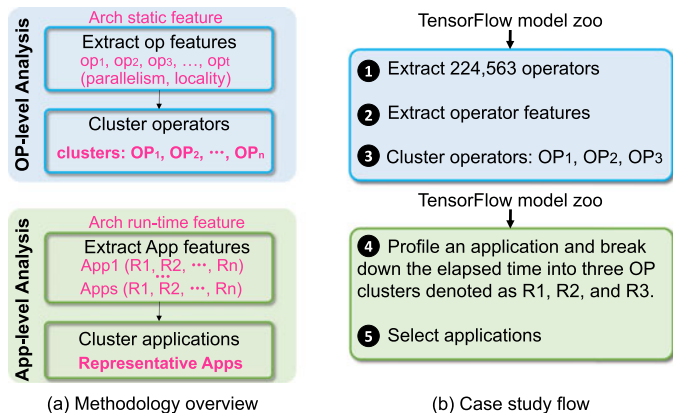 OP-level Analysis
Arch static feature
Extract op features
op1, op2, op3, …, opt
(parallelism, locality)
Cluster operators
clusters: OP1, OP2, ···, OPn
App-level Analysis
Arch run-time feature
Extract App features
App1 (R1, R2, ···, Rn)
···
Apps (R1, R2, ···, Rn)
Cluster applications
Representative Apps
(a) Methodology overview
TensorFlow model zoo
1 Extract 224,563 operators
2 Extract operator features
3 Cluster operators: OP1, OP2, OP3
TensorFlow model zoo
4 Profile an application and break
down the elapsed time into three OP
clusters denoted as R1, R2, and R3.
5 Select applications
(b) Case study flow